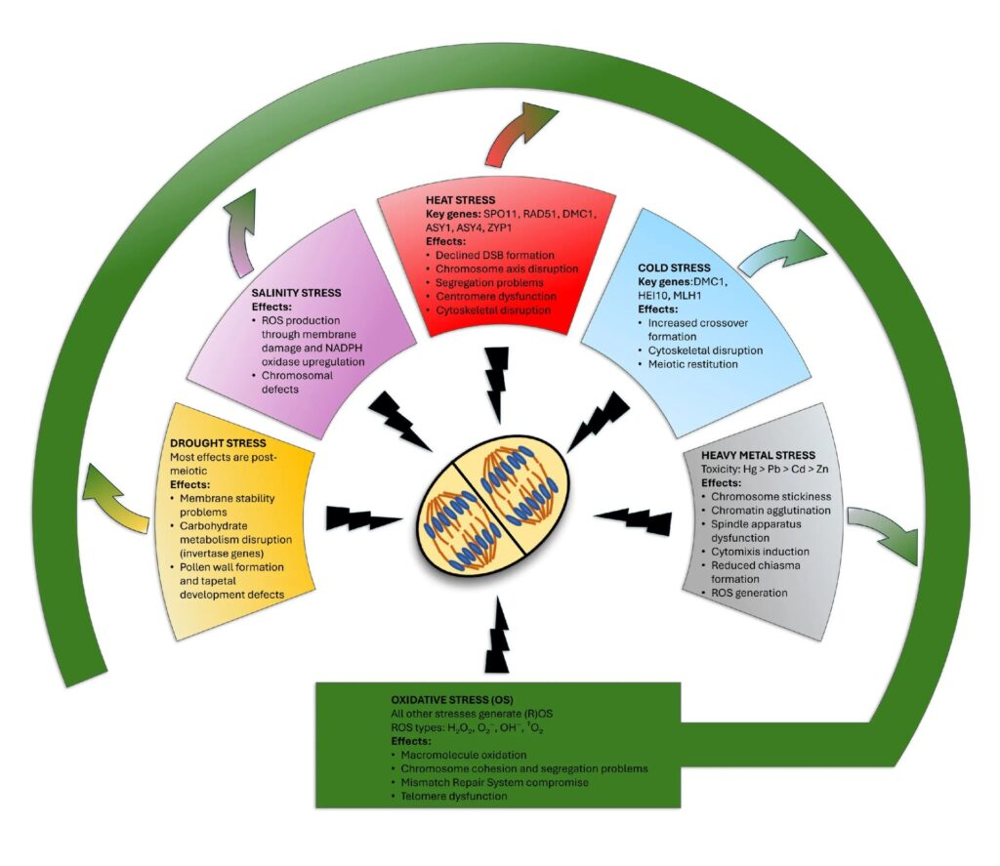 HEAT STRESS
Key genes: SPO11, RAD51, DMC1,
ASY1, ASY4, ZYP1
Effects:
• Declined DSB formation
• Chromosome axis disruption
• Segregation problems
• Centromere dysfunction
• Cytoskeletal disruption
SALINITY STRESS
Effects:
• ROS production
through membrane
damage and NADPH
oxidase upregulation
• Chromosomal
defects
COLD STRESS
Key genes:DMC1,
HEI10, MLH1
Effects:
• Increased crossover
formation
• Cytoskeletal disruption
• Meiotic restitution
DROUGHT STRESS
Most effects are post-
meiotic
Effects:
• Membrane stability
problems
• Carbohydrate
metabolism disruption
(invertase genes)
• Pollen wall formation
and tapetal
development defects
HEAVY METAL STRESS
Toxicity: Hg > Pb > Cd > Zn
Effects:
• Chromosome stickiness
• Chromatin agglutination
• Spindle apparatus
dysfunction
• Cytomixis induction
• Reduced chiasma
formation
• ROS generation
OXIDATIVE STRESS (OS)
All other stresses generate (R)OS
ROS types: H₂O₂, O₂⁻, OH⁻, ¹O₂
Effects:
• Macromolecule oxidation
• Chromosome cohesion and segregation problems
• Mismatch Repair System compromise
• Telomere dysfunction